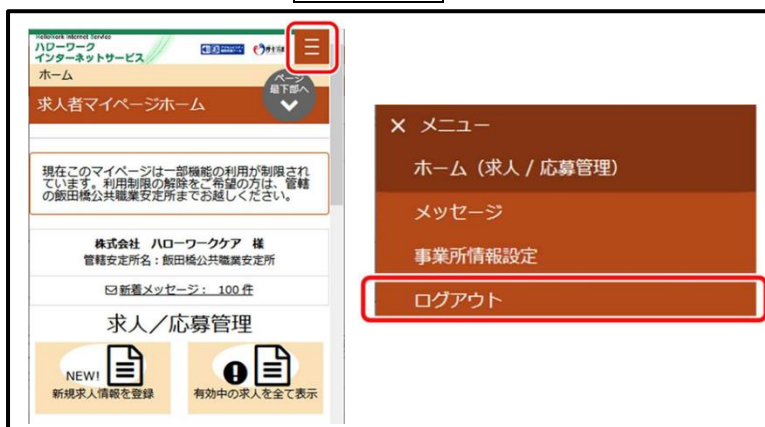 HelloWork Internet Service
ハローワーク
インターネットサービス
ホーム
ページ
最下部へ
求人者マイページホーム
現在このマイページは一部機能の利用が制限され
ています。利用制限の解除をご希望の方は、管轄
の飯田橋公共職業安定所までお越しください。
株式会社 ハローワークケア 様
管轄安定所名：飯田橋公共職業安定所
新着メッセージ： 100 件
求人／応募管理
NEW!
新規求人情報を登録
有効中の求人を全て表示
× メニュー
ホーム（求人 / 応募管理）
メッセージ
事業所情報設定
ログアウト